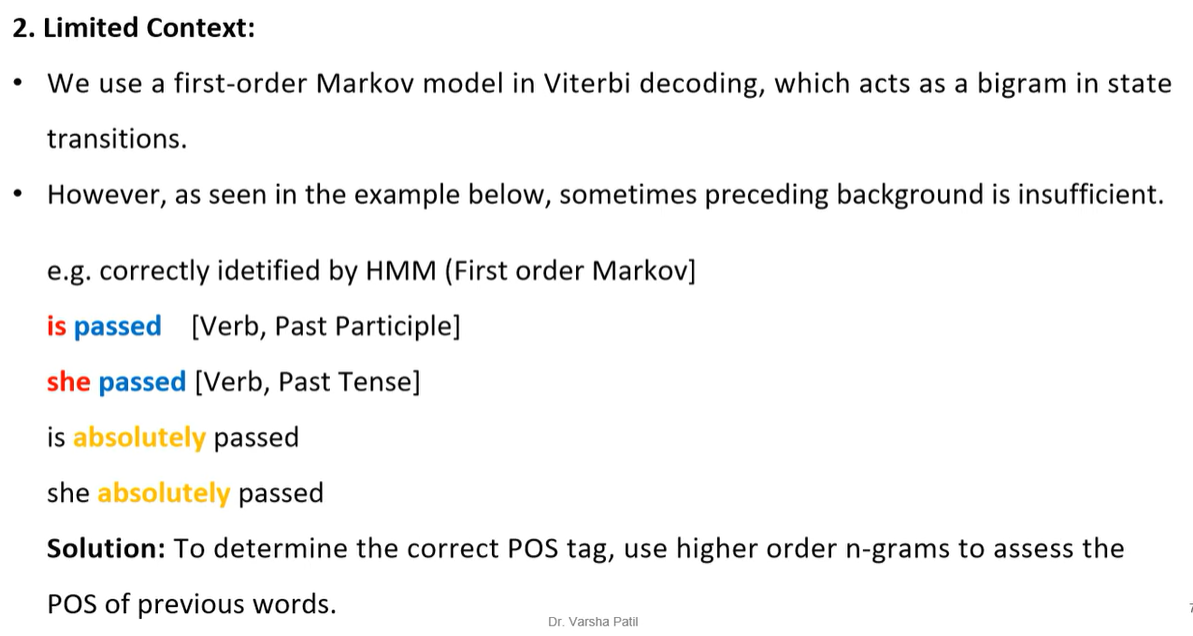 2. Limited Context:
• We use a first-order Markov model in Viterbi decoding, which acts as a bigram in state
transitions.
• However, as seen in the example below, sometimes preceding background is insufficient.
e.g. correctly idetified by HMM (First order Markov]
is passed [Verb, Past Participle]
she passed [Verb, Past Tense]
is absolutely passed
she absolutely passed
Solution: To determine the correct POS tag, use higher order n-grams to assess the
POS of previous words.
Dr. Varsha Patil
7